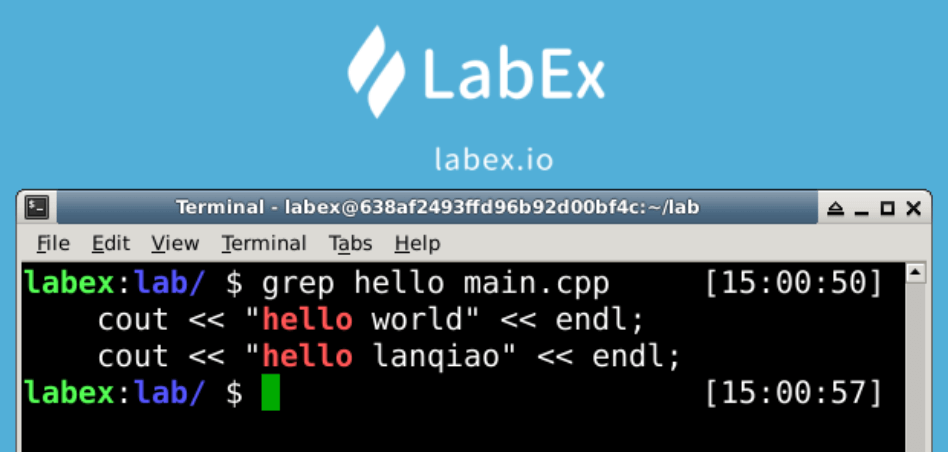 LabEx
labex.io
Terminal - labex@638af2493ffd96b92d00bf4c:~/lab
File Edit View Terminal Tabs Help
labex:lab/ $ grep hello main.cpp [15:00:50]
    cout << "hello world" << endl;
    cout << "hello lanqiao" << endl;
labex:lab/ $ [15:00:57]